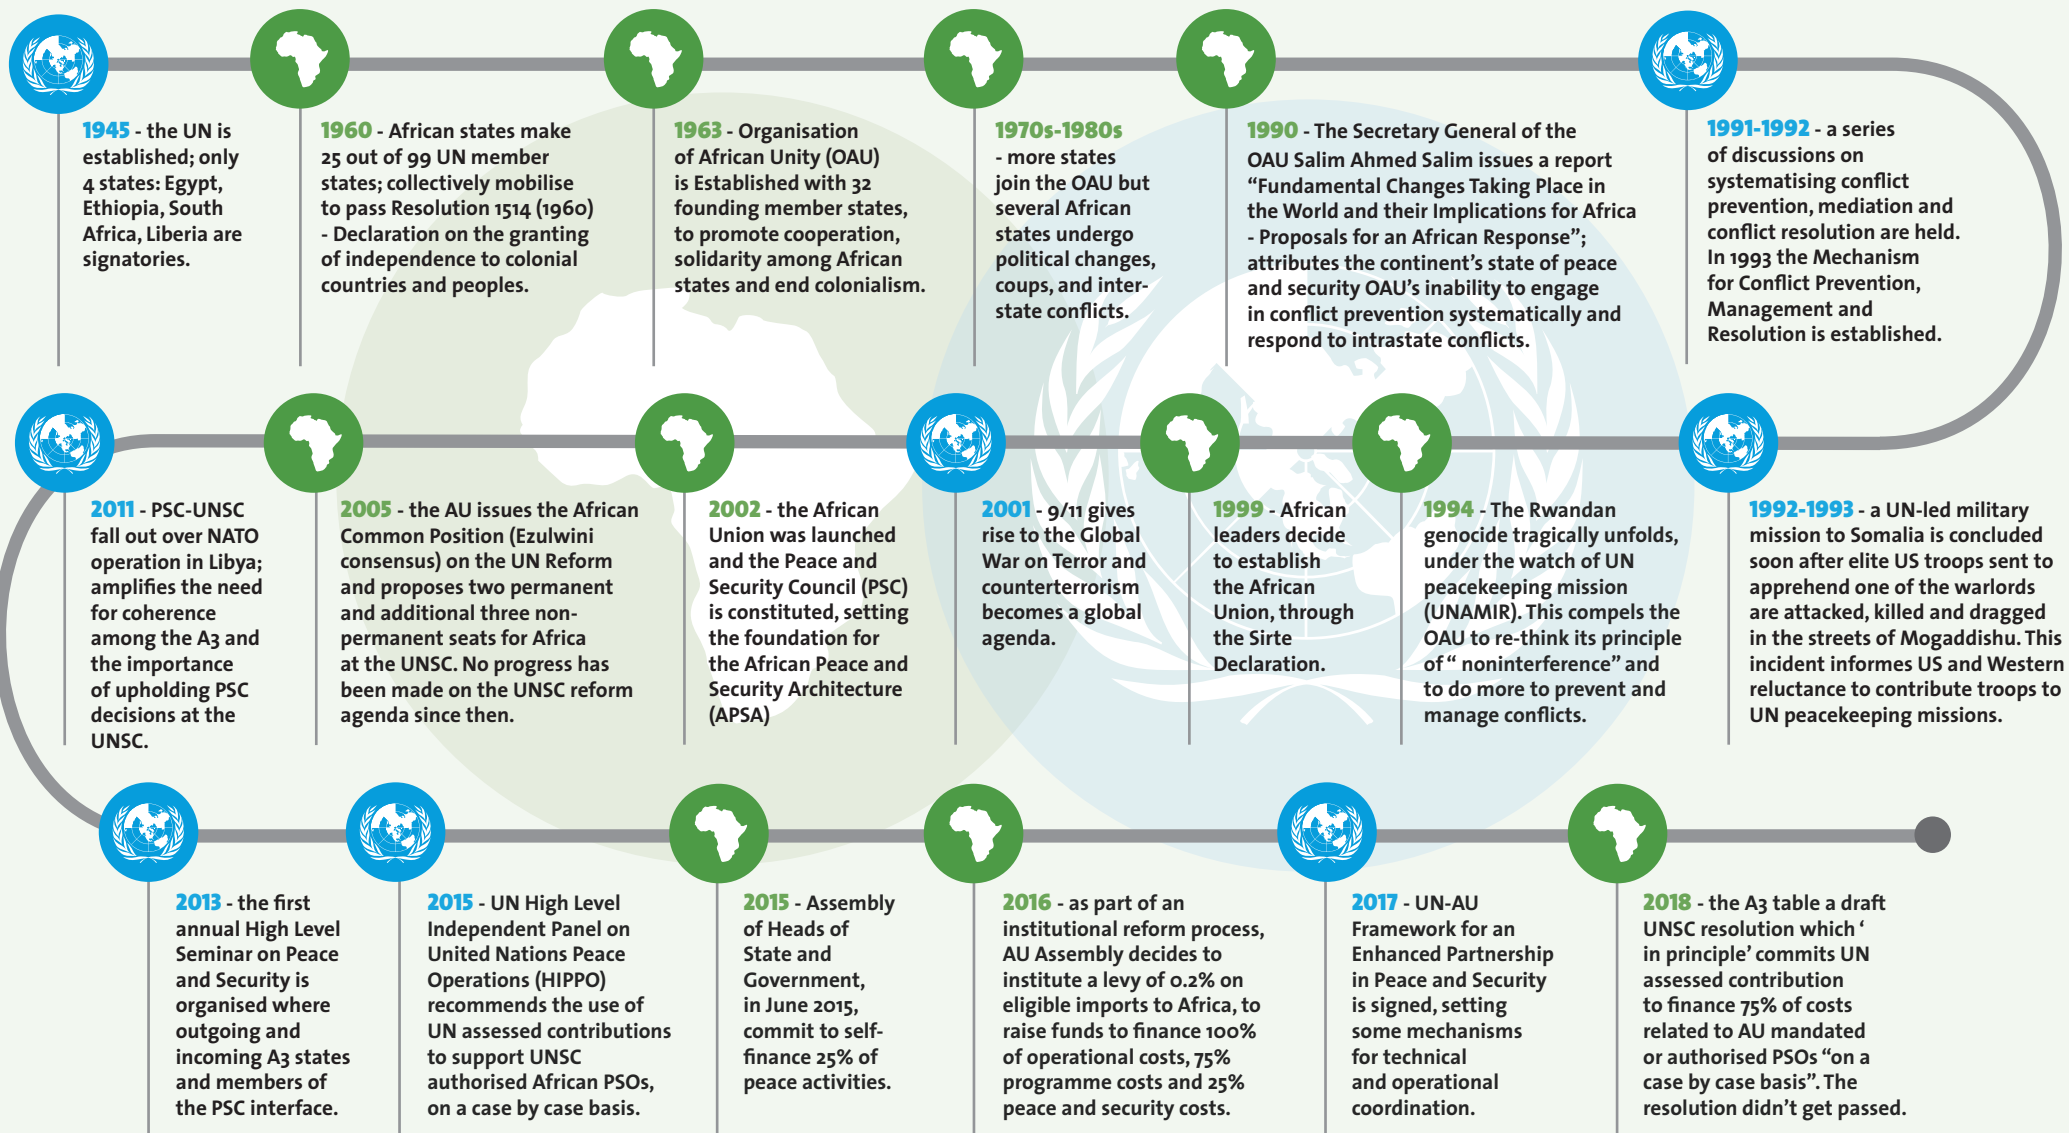 1945 - the UN is
established; only
4 states: Egypt,
Ethiopia, South
Africa, Liberia are
signatories.
1960 - African states make
25 out of 99 UN member
states; collectively mobilise
to pass Resolution 1514 (1960)
- Declaration on the granting
of independence to colonial
countries and peoples.
1963 - Organisation
of African Unity (OAU)
is Established with 32
founding member states,
to promote cooperation,
solidarity among African
states and end colonialism.
1970s-1980s
- more states
join the OAU but
several African
states undergo
political changes,
coups, and inter-
state conflicts.
1990 - The Secretary General of the
OAU Salim Ahmed Salim issues a report
“Fundamental Changes Taking Place in
the World and their Implications for Africa
- Proposals for an African Response”;
attributes the continent’s state of peace
and security OAU’s inability to engage
in conflict prevention systematically and
respond to intrastate conflicts.
1991-1992 - a series
of discussions on
systematising conflict
prevention, mediation and
conflict resolution are held.
In 1993 the Mechanism
for Conflict Prevention,
Management and
Resolution is established.
1992-1993 - a UN-led military
mission to Somalia is concluded
soon after elite US troops sent to
apprehend one of the warlords
are attacked, killed and dragged
in the streets of Mogaddishu. This
incident informes US and Western
reluctance to contribute troops to
UN peacekeeping missions.
1994 - The Rwandan
genocide tragically unfolds,
under the watch of UN
peacekeeping mission
(UNAMIR). This compels the
OAU to re-think its principle
of “ noninterference” and
to do more to prevent and
manage conflicts.
1999 - African
leaders decide
to establish
the African
Union, through
the Sirte
Declaration.
2001 - 9/11 gives
rise to the Global
War on Terror and
counterterrorism
becomes a global
agenda.
2002 - the African
Union was launched
and the Peace and
Security Council (PSC)
is constituted, setting
the foundation for
the African Peace and
Security Architecture
(APSA)
2005 - the AU issues the African
Common Position (Ezulwini
consensus) on the UN Reform
and proposes two permanent
and additional three non-
permanent seats for Africa
at the UNSC. No progress has
been made on the UNSC reform
agenda since then.
2011 - PSC-UNSC
fall out over NATO
operation in Libya;
amplifies the need
for coherence
among the A3 and
the importance
of upholding PSC
decisions at the
UNSC.
2013 - the first
annual High Level
Seminar on Peace
and Security is
organised where
outgoing and
incoming A3 states
and members of
the PSC interface.
2015 - UN High Level
Independent Panel on
United Nations Peace
Operations (HIPPO)
recommends the use of
UN assessed contributions
to support UNSC
authorised African PSOs,
on a case by case basis.
2015 - Assembly
of Heads of
State and
Government,
in June 2015,
commit to self-
finance 25% of
peace activities.
2016 - as part of an
institutional reform process,
AU Assembly decides to
institute a levy of 0.2% on
eligible imports to Africa, to
raise funds to finance 100%
of operational costs, 75%
programme costs and 25%
peace and security costs.
2017 - UN-AU
Framework for an
Enhanced Partnership
in Peace and Security
is signed, setting
some mechanisms
for technical
and operational
coordination.
2018 - the A3 table a draft
UNSC resolution which ‘
in principle’ commits UN
assessed contribution
to finance 75% of costs
related to AU mandated
or authorised PSOs “on a
case by case basis”. The
resolution didn’t get passed.